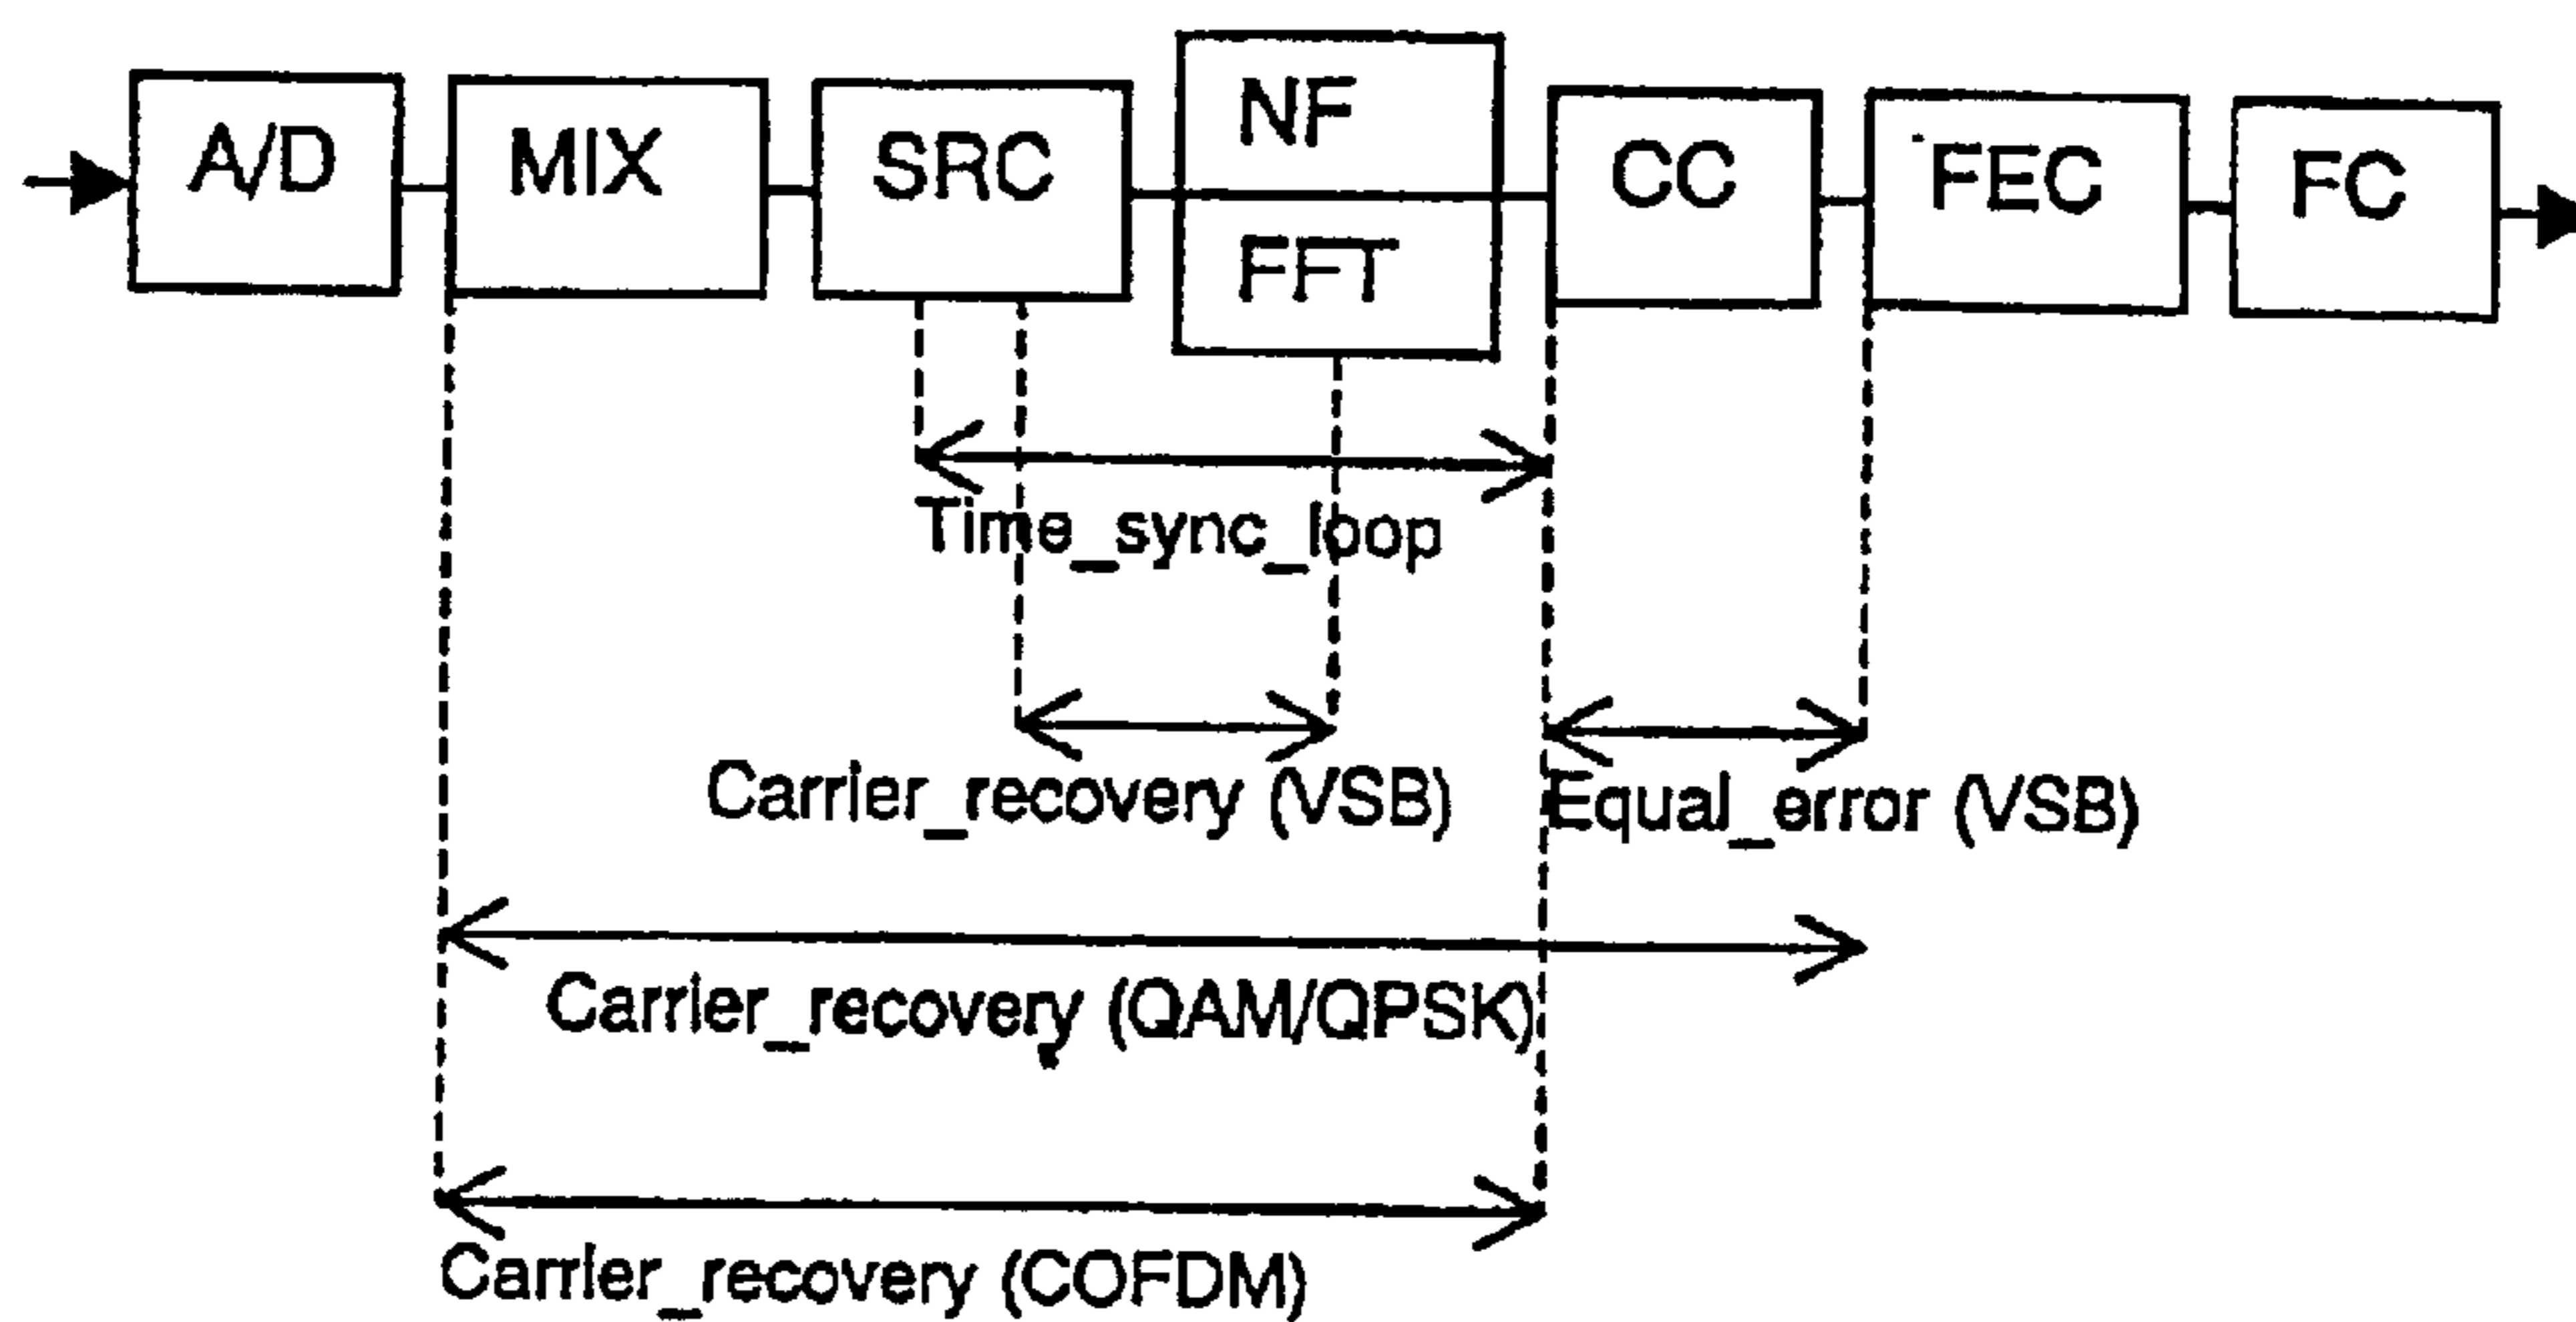 A/D
MIX
SRC
NF
FFT
CC
FEC
FC
Time_sync_loop
Carrier_recovery (VSB)
Equal_error (VSB)
Carrier_recovery (QAM/QPSK)
Carrier_recovery (COFDM)